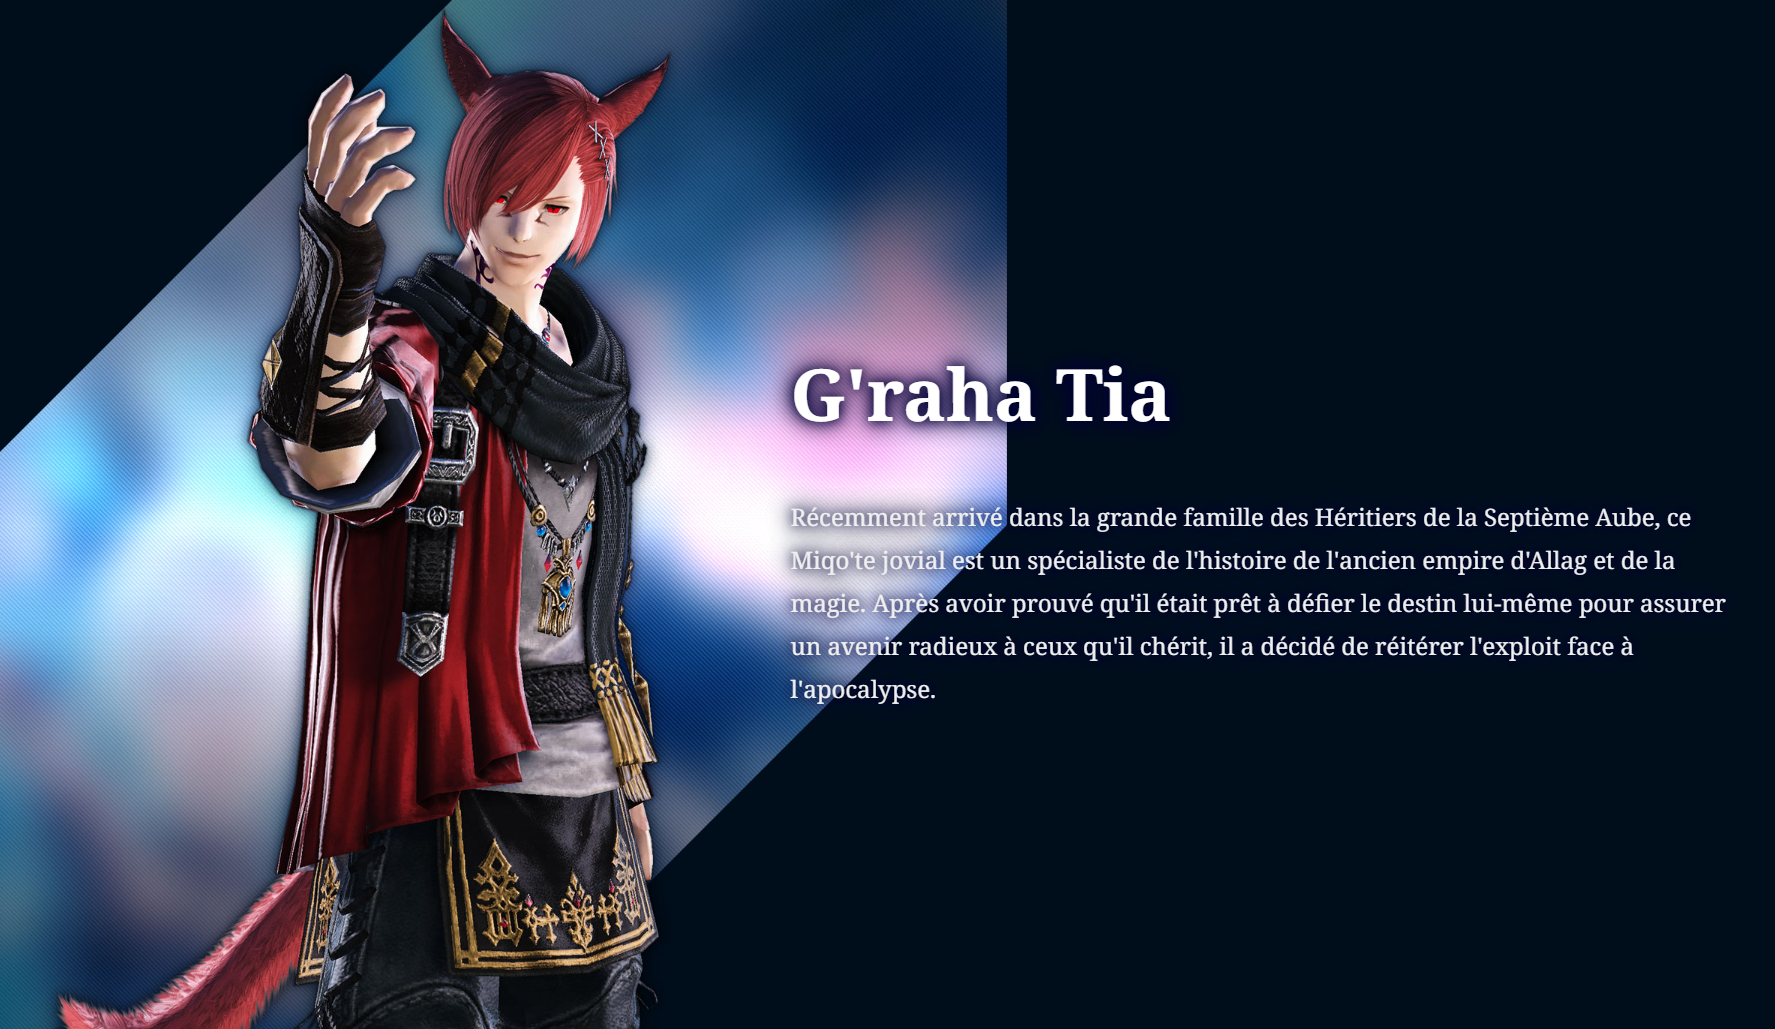 G'raha Tia
Récemment arrivé dans la grande famille des Héritiers de la Septième Aube, ce
Miqo'te jovial est un spécialiste de l'histoire de l'ancien empire d'Allag et de la
magie. Après avoir prouvé qu'il était prêt à défier le destin lui-même pour assurer
un avenir radieux à ceux qu'il chérit, il a décidé de réitérer l'exploit face à
l'apocalypse.